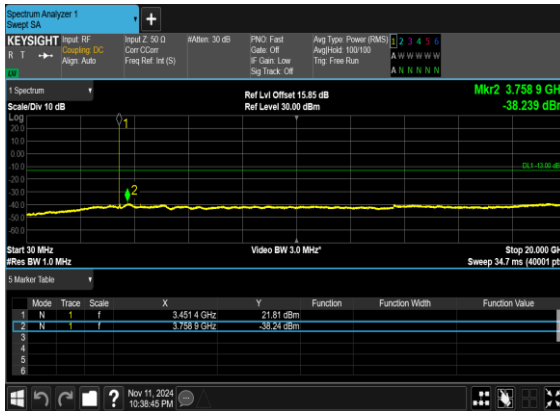 Spectrum Analyzer 1
Swept SA
+
KEYSIGHT Input: RF Input Z: 50 Ω #Atten: 30 dB PNO: Fast Avg Type: Power (RMS) 1 2 3 4 5 6
R T Coupling: DC Corr CCorr Gate: Off Avg|Hold: 100/100 A W W W W W
Align: Auto Freq Ref: Int (S) IF Gain: Low Trig: Free Run
LXI Sig Track: Off A N N N N N
1 Spectrum Ref Lvl Offset 15.85 dB Mkr2 3.758 9 GHz
Scale/Div 10 dB Ref Level 30.00 dBm -38.239 dBm
Log
20.0
10.0
0.00
-10.0
-20.0
-30.0
-40.0
-50.0
-60.0
1
2
DL1 -13.00 dBm
Start 30 MHz Video BW 3.0 MHz* Stop 20.000 GHz
#Res BW 1.0 MHz Sweep 34.7 ms (40001 pts)
5 Marker Table
Mode Trace Scale X Y Function Function Width Function Value
1 N 1 f 3.451 4 GHz 21.81 dBm
2 N 1 f 3.758 9 GHz -38.24 dBm
3
4
5
6
? Nov 11, 2024
10:38:45 PM